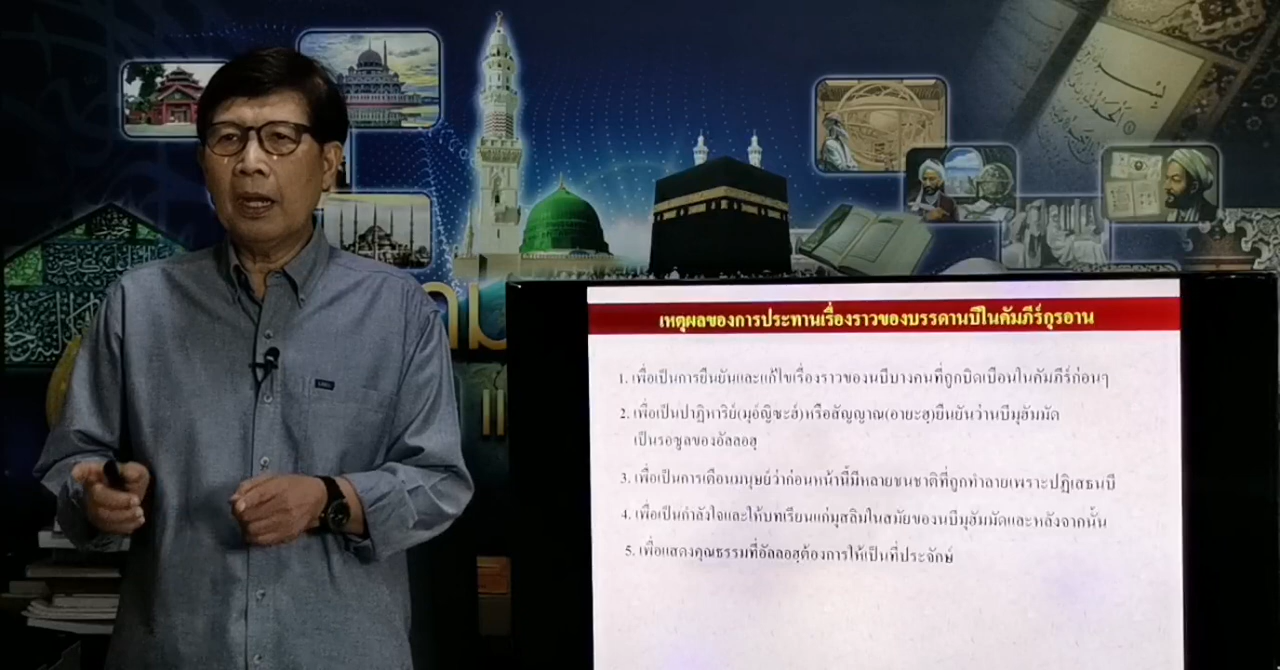 เหตุผลของการประทานเรื่องราวของบรรดานบีในคัมภีร์กุรอาน
1. เพื่อเป็นการยืนยันและแก้ไขเรื่องราวของนบีบางคนที่ถูกบิดเบือนในคัมภีร์ก่อนๆ
2. เพื่อเป็นปาฏิหาริย์(มุอ์ญิซะฮ์)หรือสัญญาณ(อายะฮฺ)ยืนยันว่านบีมุฮัมมัด
เป็นรอซูลของอัลลอฮฺ
3. เพื่อเป็นการเตือนมนุษย์ว่าก่อนหน้านี้มีหลายชนชาติที่ถูกทำลายเพราะปฏิเสธนบี
4. เพื่อเป็นกำลังใจและให้บทเรียนแก่มุสลิมในสมัยของนบีมุฮัมมัดและหลังจากนั้น
5. เพื่อแสดงคุณธรรมที่อัลลอฮฺต้องการให้เป็นที่ประจักษ์